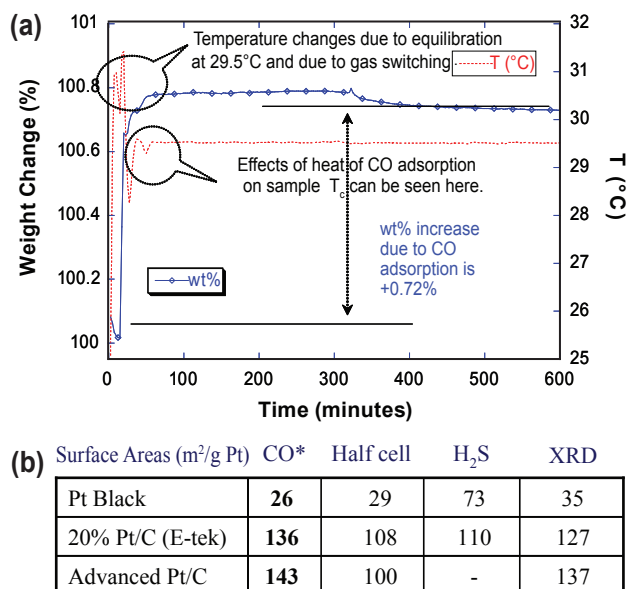 (a)
101
100.8
100.6
100.4
100.2
100
Weight Change (%)
32
31
30
29
28
27
26
25
T (°C)
Temperature changes due to equilibration
at 29.5°C and due to gas switching
T (°C)
Effects of heat of CO adsorption
on sample Tc can be seen here.
wt% increase
due to CO
adsorption is
+0.72%
wt%
0 100 200 300 400 500 600
Time (minutes)
(b) Surface Areas (m²/g Pt) CO* Half cell H₂S XRD
Pt Black 26 29 73 35
20% Pt/C (E-tek) 136 108 110 127
Advanced Pt/C 143 100 - 137